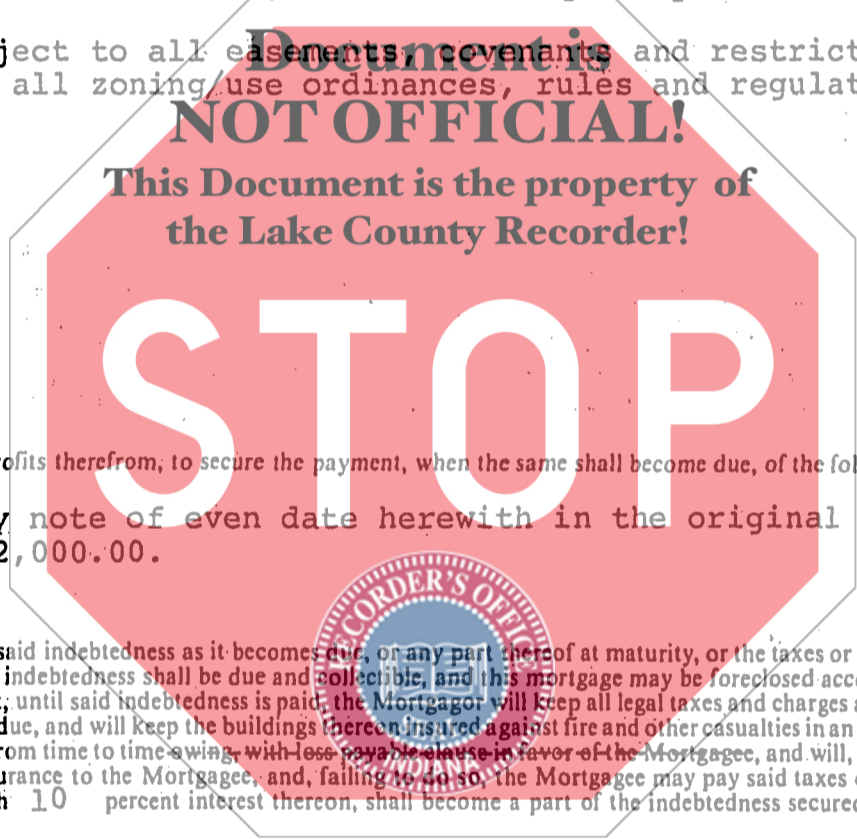 ject to all easements, covenants and restrict
Document is
all zoning/use ordinances, rules and regulat
NOT OFFICIAL!
This Document is the property of
the Lake County Recorder!
STOP
ofits therefrom, to secure the payment, when the same shall become due, of the fol
y note of even date herewith in the original
2,000.00.
RECORDER'S OFFICE
said indebtedness as it becomes due, or any part thereof at maturity, or the taxes or
indebtedness shall be due and collectible, and this mortgage may be foreclosed acc
t, until said indebtedness is paid, the Mortgagor will keep all legal taxes and charges a
due, and will keep the buildings thereon insured against fire and other casualties in an
SEAL
rom time to time owing, with loss payable clause in favor of the Mortgagee, and will,
INDIANA
urance to the Mortgagee, and, failing to do so, the Mortgagee may pay said taxes
h 10 percent interest thereon, shall become a part of the indebtedness secured